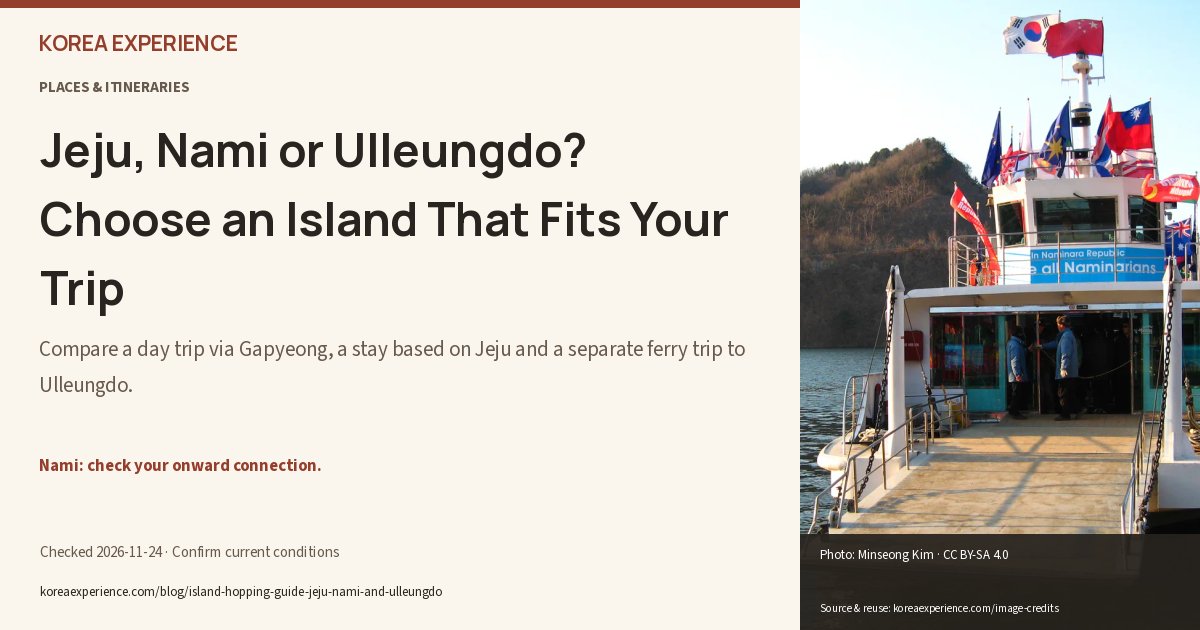 KOREA EXPERIENCE
PLACES & ITINERARIES
Jeju, Nami or Ulleungdo?
Choose an Island That Fits Your
Trip
Compare a day trip via Gapyeong, a stay based on Jeju and a separate ferry trip to
Ulleungdo.
Nami: check your onward connection.
Checked 2026-11-24 · Confirm current conditions
koreaexperience.com/blog/island-hopping-guide-jeju-nami-and-ulleungdo
in Naminara Republic
e all Naminarians
Photo: Minseong Kim · CC BY-SA 4.0
Source & reuse: koreaexperience.com/image-credits